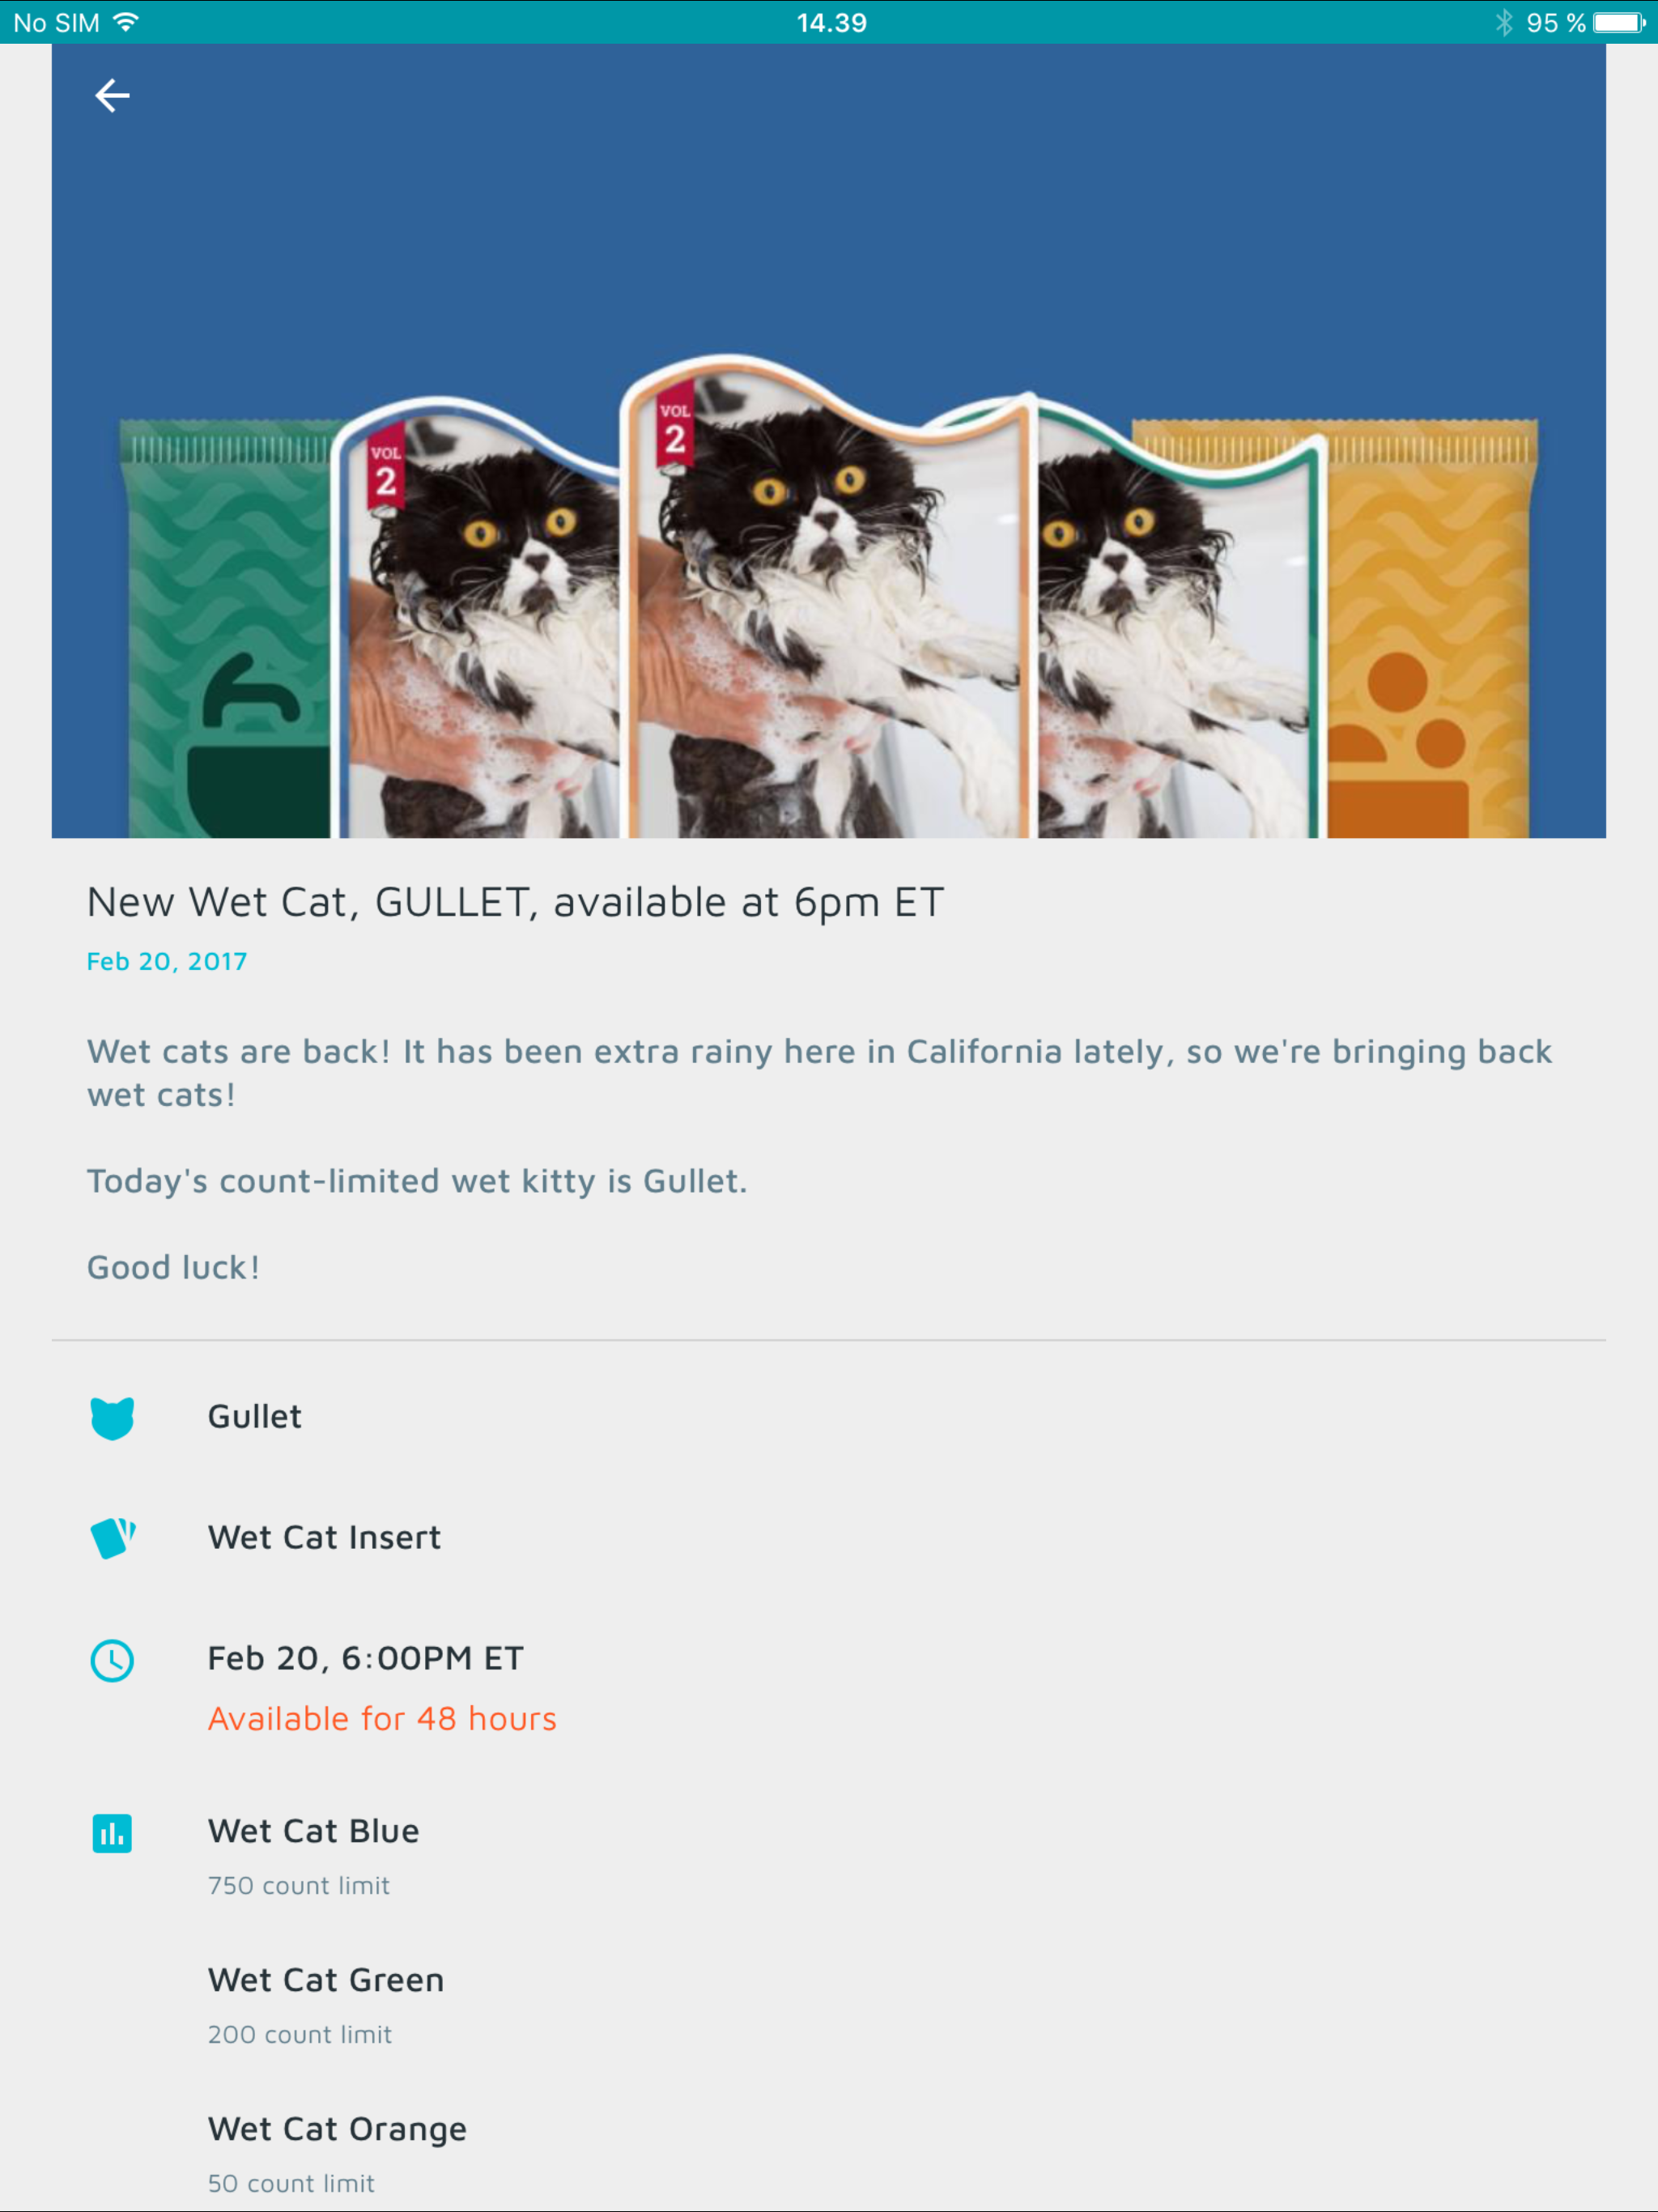 No SIM
14.39
95 %
VOL
2
VOL
2
New Wet Cat, GULLET, available at 6pm ET
Feb 20, 2017
Wet cats are back! It has been extra rainy here in California lately, so we're bringing back
wet cats!
Today's count-limited wet kitty is Gullet.
Good luck!
Gullet
Wet Cat Insert
Feb 20, 6:00PM ET
Available for 48 hours
Wet Cat Blue
750 count limit
Wet Cat Green
200 count limit
Wet Cat Orange
50 count limit